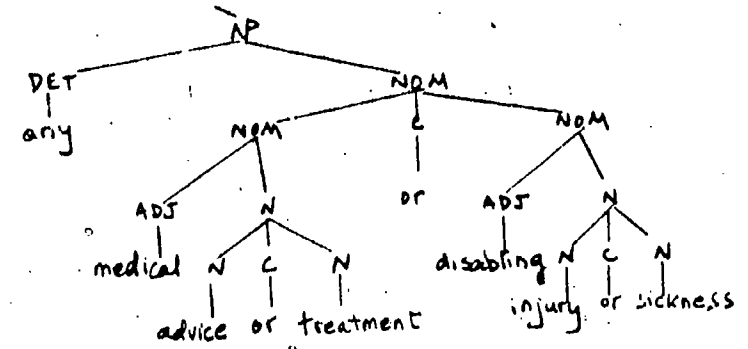 NP
DET NOM
any NOM C NOM
ADJ N or ADJ N
medical N C N disabling N C N
advice or treatment injury or sickness